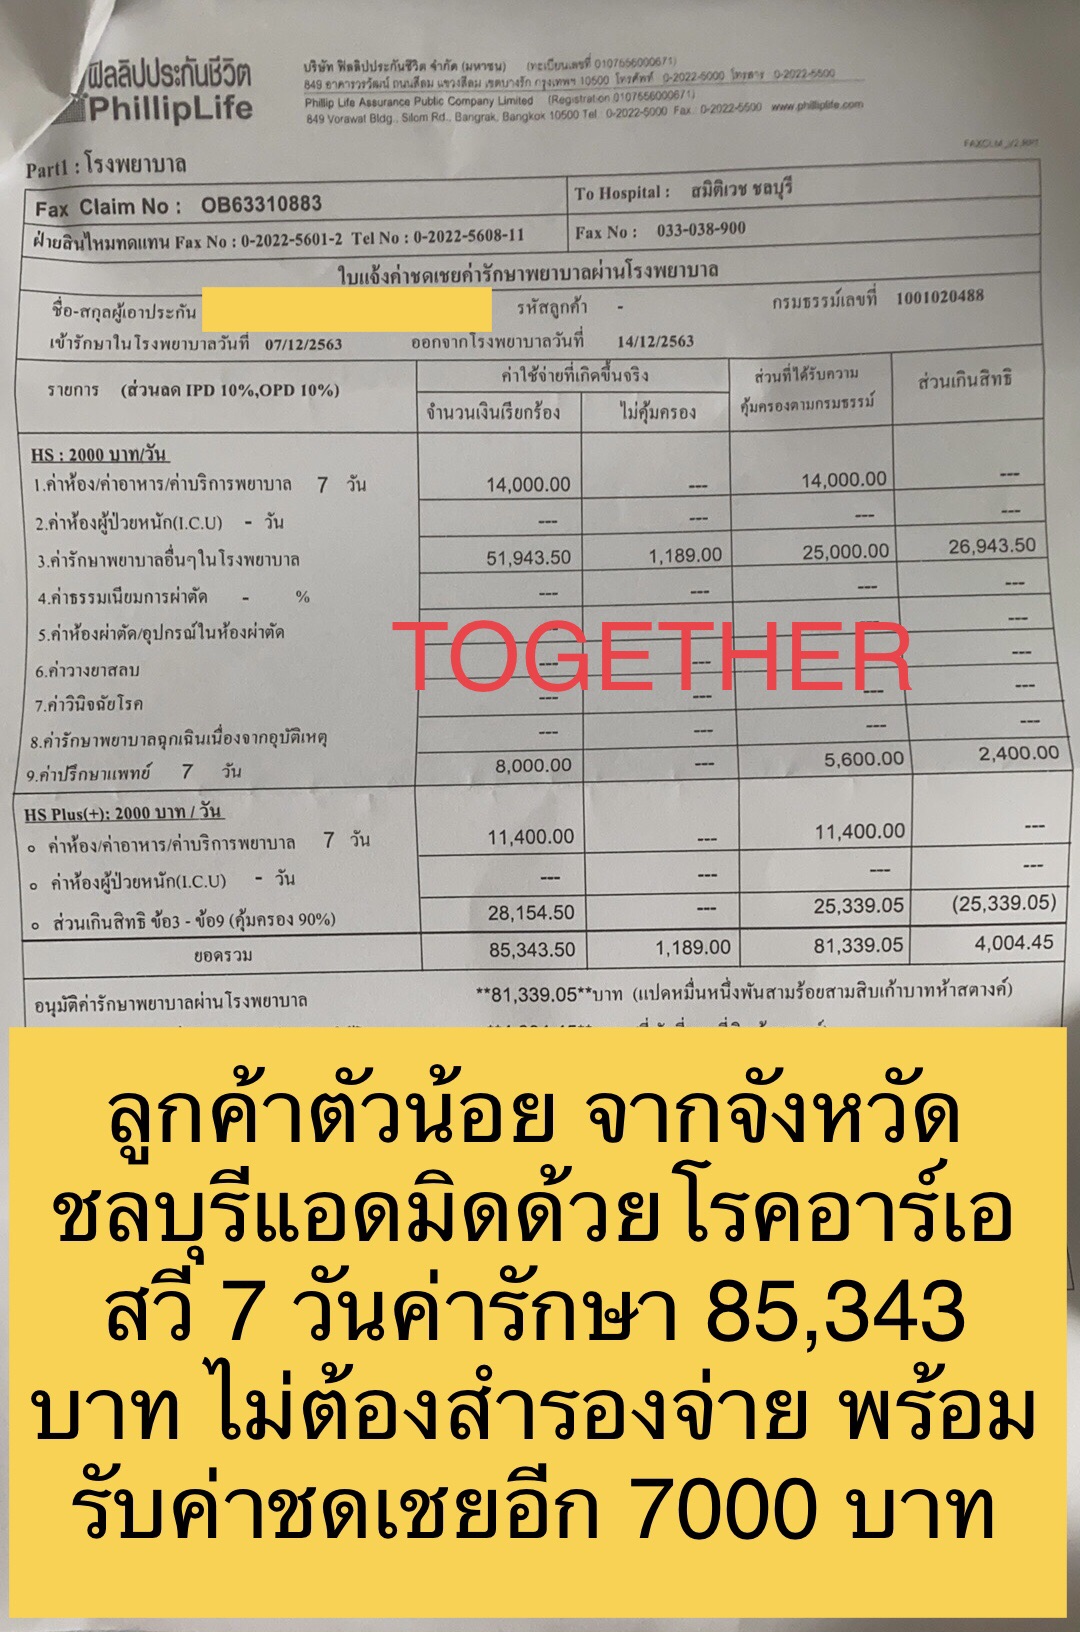 ฟิลลิปประกันชีวิต
PhillipLife
บริษัท ฟิลลิปประกันชีวิต จำกัด (มหาชน) (ทะเบียนเลขที่ 0107556000671)
849 อาคารวรวัฒน์ ถนนสีลม แขวงสีลม เขตบางรัก กรุงเทพฯ 10500 โทรศัพท์ 0-2022-5000 โทรสาร 0-2022-5500
Phillip Life Assurance Public Company Limited (Registration 0107556000671)
849 Vorawat Bldg., Silom Rd., Bangrak, Bangkok 10500 Tel. 0-2022-5000 Fax. 0-2022-5500 www.philliplife.com
Part1 : โรงพยาบาล
Fax Claim No : OB63310883 To Hospital : สมิติเวช ชลบุรี
ฝ่ายสินไหมทดแทน Fax No : 0-2022-5601-2 Tel No : 0-2022-5608-11 Fax No : 033-038-900
ใบแจ้งค่าชดเชยค่ารักษาพยาบาลผ่านโรงพยาบาล
ชื่อ-สกุลผู้เอาประกัน รหัสลูกค้า - กรมธรรม์เลขที่ 1001020488
เข้ารักษาในโรงพยาบาลวันที่ 07/12/2563 ออกจากโรงพยาบาลวันที่ 14/12/2563
รายการ (ส่วนลด IPD 10%,OPD 10%) ค่าใช้จ่ายที่เกิดขึ้นจริง ส่วนที่ได้รับความ ส่วนเกินสิทธิ
จำนวนเงินเรียกร้อง ไม่คุ้มครอง คุ้มครองตามกรมธรรม์
HS : 2000 บาท/วัน
1.ค่าห้อง/ค่าอาหาร/ค่าบริการพยาบาล 7 วัน 14,000.00 --- 14,000.00 ---
2.ค่าห้องผู้ป่วยหนัก(I.C.U) - วัน --- --- --- ---
3.ค่ารักษาพยาบาลอื่นๆในโรงพยาบาล 51,943.50 1,189.00 25,000.00 26,943.50
4.ค่าธรรมเนียมการผ่าตัด - % --- --- --- ---
5.ค่าห้องผ่าตัด/อุปกรณ์ในห้องผ่าตัด --- ---
TOGETHER
6.ค่าวางยาสลบ --- --- ---
7.ค่าวินิจฉัยโรค --- --- --- ---
8.ค่ารักษาพยาบาลฉุกเฉินเนื่องจากอุบัติเหตุ --- --- --- ---
9.ค่าปรึกษาแพทย์ 7 วัน 8,000.00 --- 5,600.00 2,400.00
HS Plus(+): 2000 บาท / วัน
ค่าห้อง/ค่าอาหาร/ค่าบริการพยาบาล 7 วัน 11,400.00 --- 11,400.00 ---
ค่าห้องผู้ป่วยหนัก(I.C.U) - วัน --- --- --- ---
ส่วนเกินสิทธิ ข้อ3 - ข้อ9 (คุ้มครอง 90%) 28,154.50 --- 25,339.05 (25,339.05)
ยอดรวม 85,343.50 1,189.00 81,339.05 4,004.45
อนุมัติค่ารักษาพยาบาลผ่านโรงพยาบาล **81,339.05**บาท (แปดหมื่นหนึ่งพันสามร้อยสามสิบเก้าบาทห้าสตางค์)
ลูกค้าตัวน้อย จากจังหวัด
ชลบุรีแอดมิดด้วยโรคอาร์เอ
สวี 7 วันค่ารักษา 85,343
บาท ไม่ต้องสำรองจ่าย พร้อม
รับค่าชดเชยอีก 7000 บาท